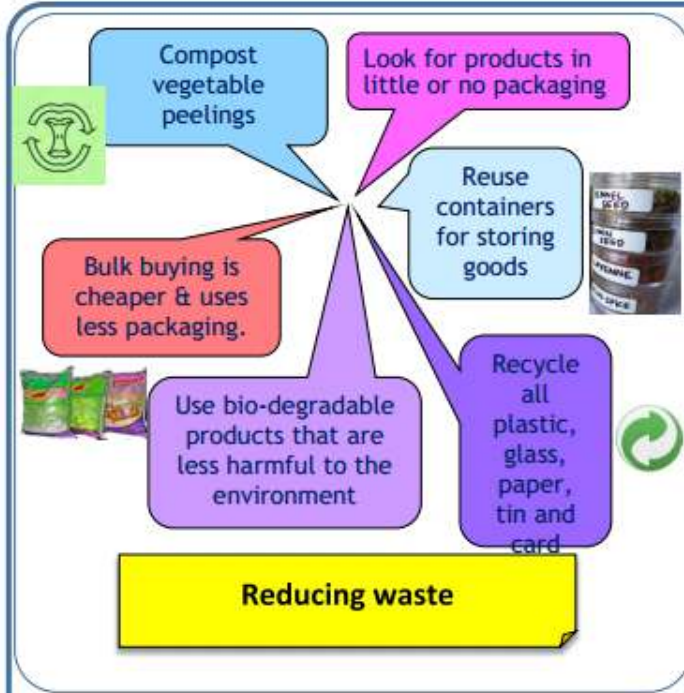 Compost
vegetable
peelings
Look for products in
little or no packaging
Reuse
containers
for storing
goods
SEED
SEED
Bulk buying is
cheaper & uses
less packaging.
Use bio-degradable
products that are
less harmful to the
environment
Recycle
all
plastic,
glass,
paper,
tin and
card
Reducing waste